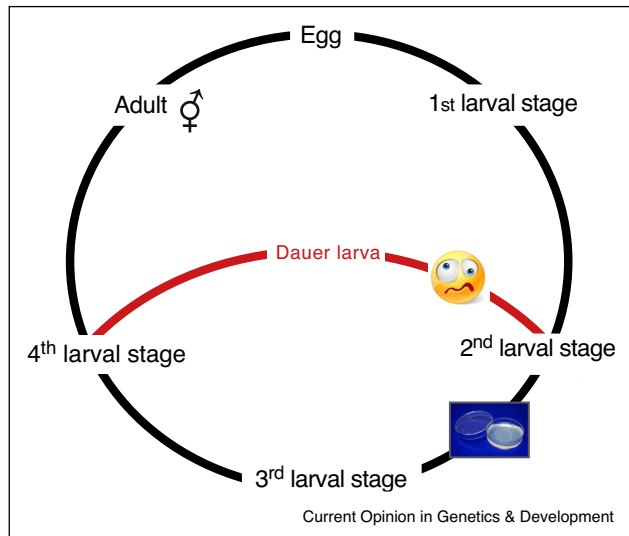 Egg
1st larval stage
Adult ⚥
Dauer larva
4th larval stage
2nd larval stage
3rd larval stage
Current Opinion in Genetics & Development